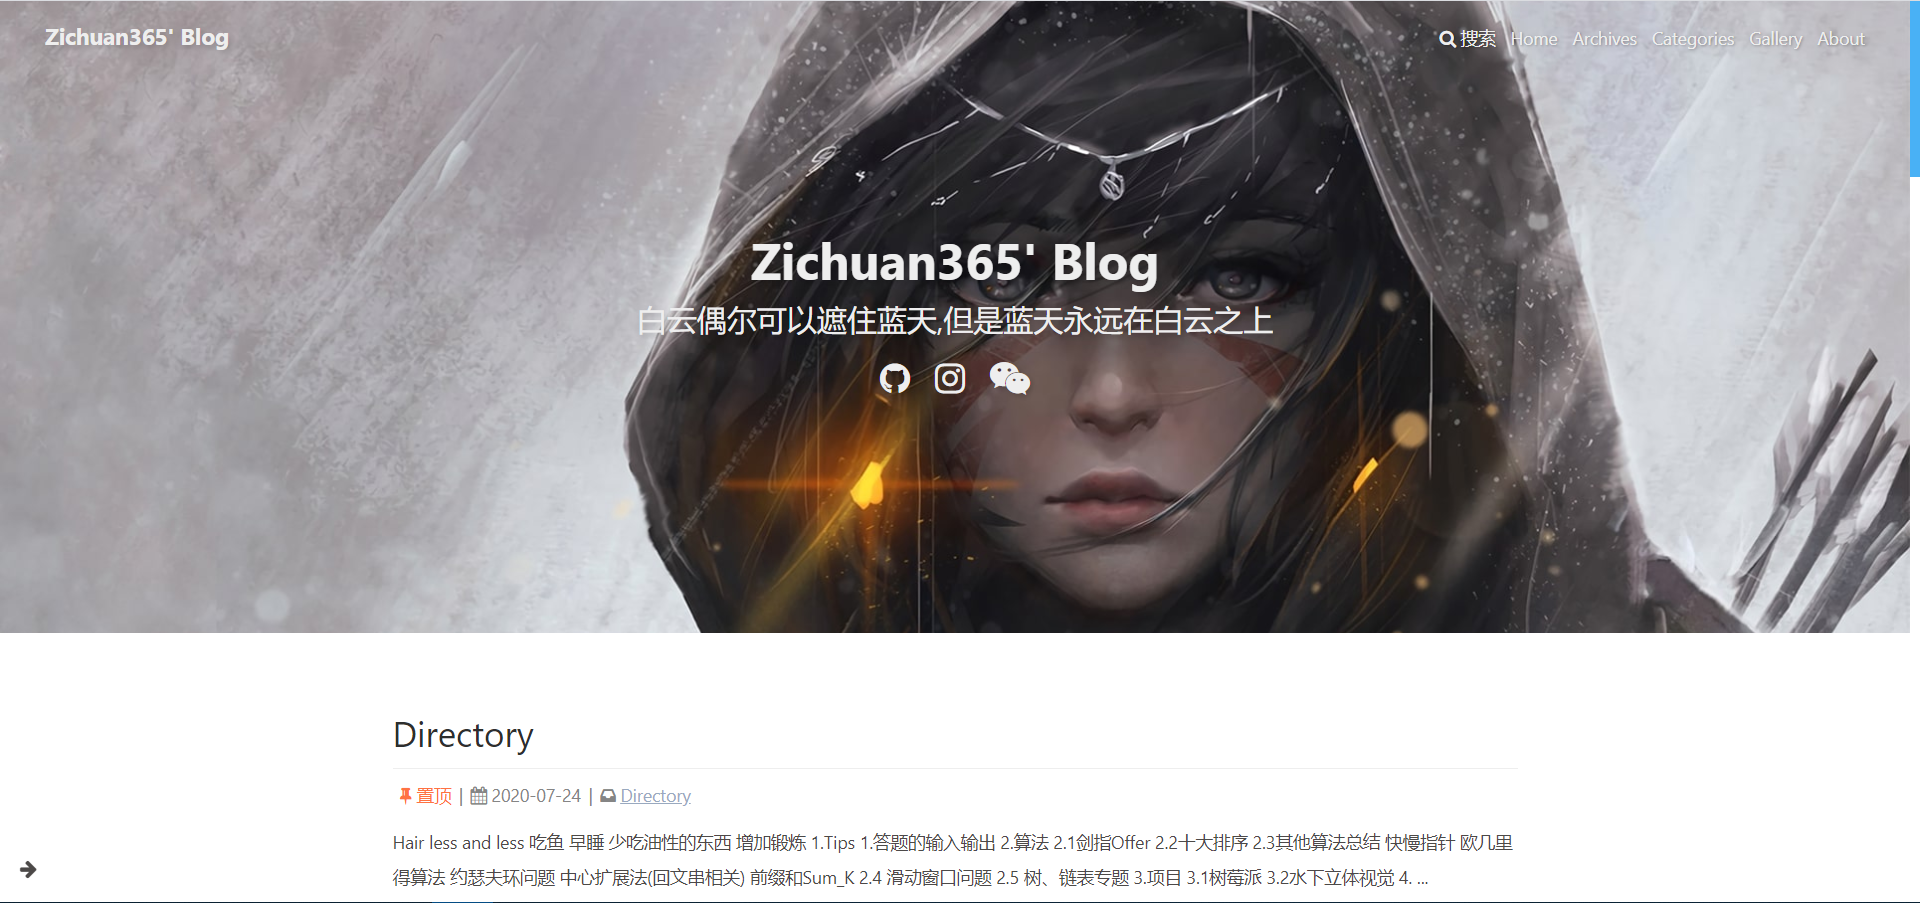 Zichuan365' Blog
搜索 Home Archives Categories Gallery About
Zichuan365' Blog
白云偶尔可以遮住蓝天,但是蓝天永远在白云之上
Directory
置顶 | 2020-07-24 | Directory
Hair less and less 吃鱼 早睡 少吃油性的东西 增加锻炼 1.Tips 1.答题的输入输出 2.算法 2.1剑指Offer 2.2十大排序 2.3其他算法总结 快慢指针 欧几里
得算法 约瑟夫环问题 中心扩展法(回文串相关) 前缀和Sum_K 2.4 滑动窗口问题 2.5 树、链表专题 3.项目 3.1树莓派 3.2水下立体视觉 4. ...